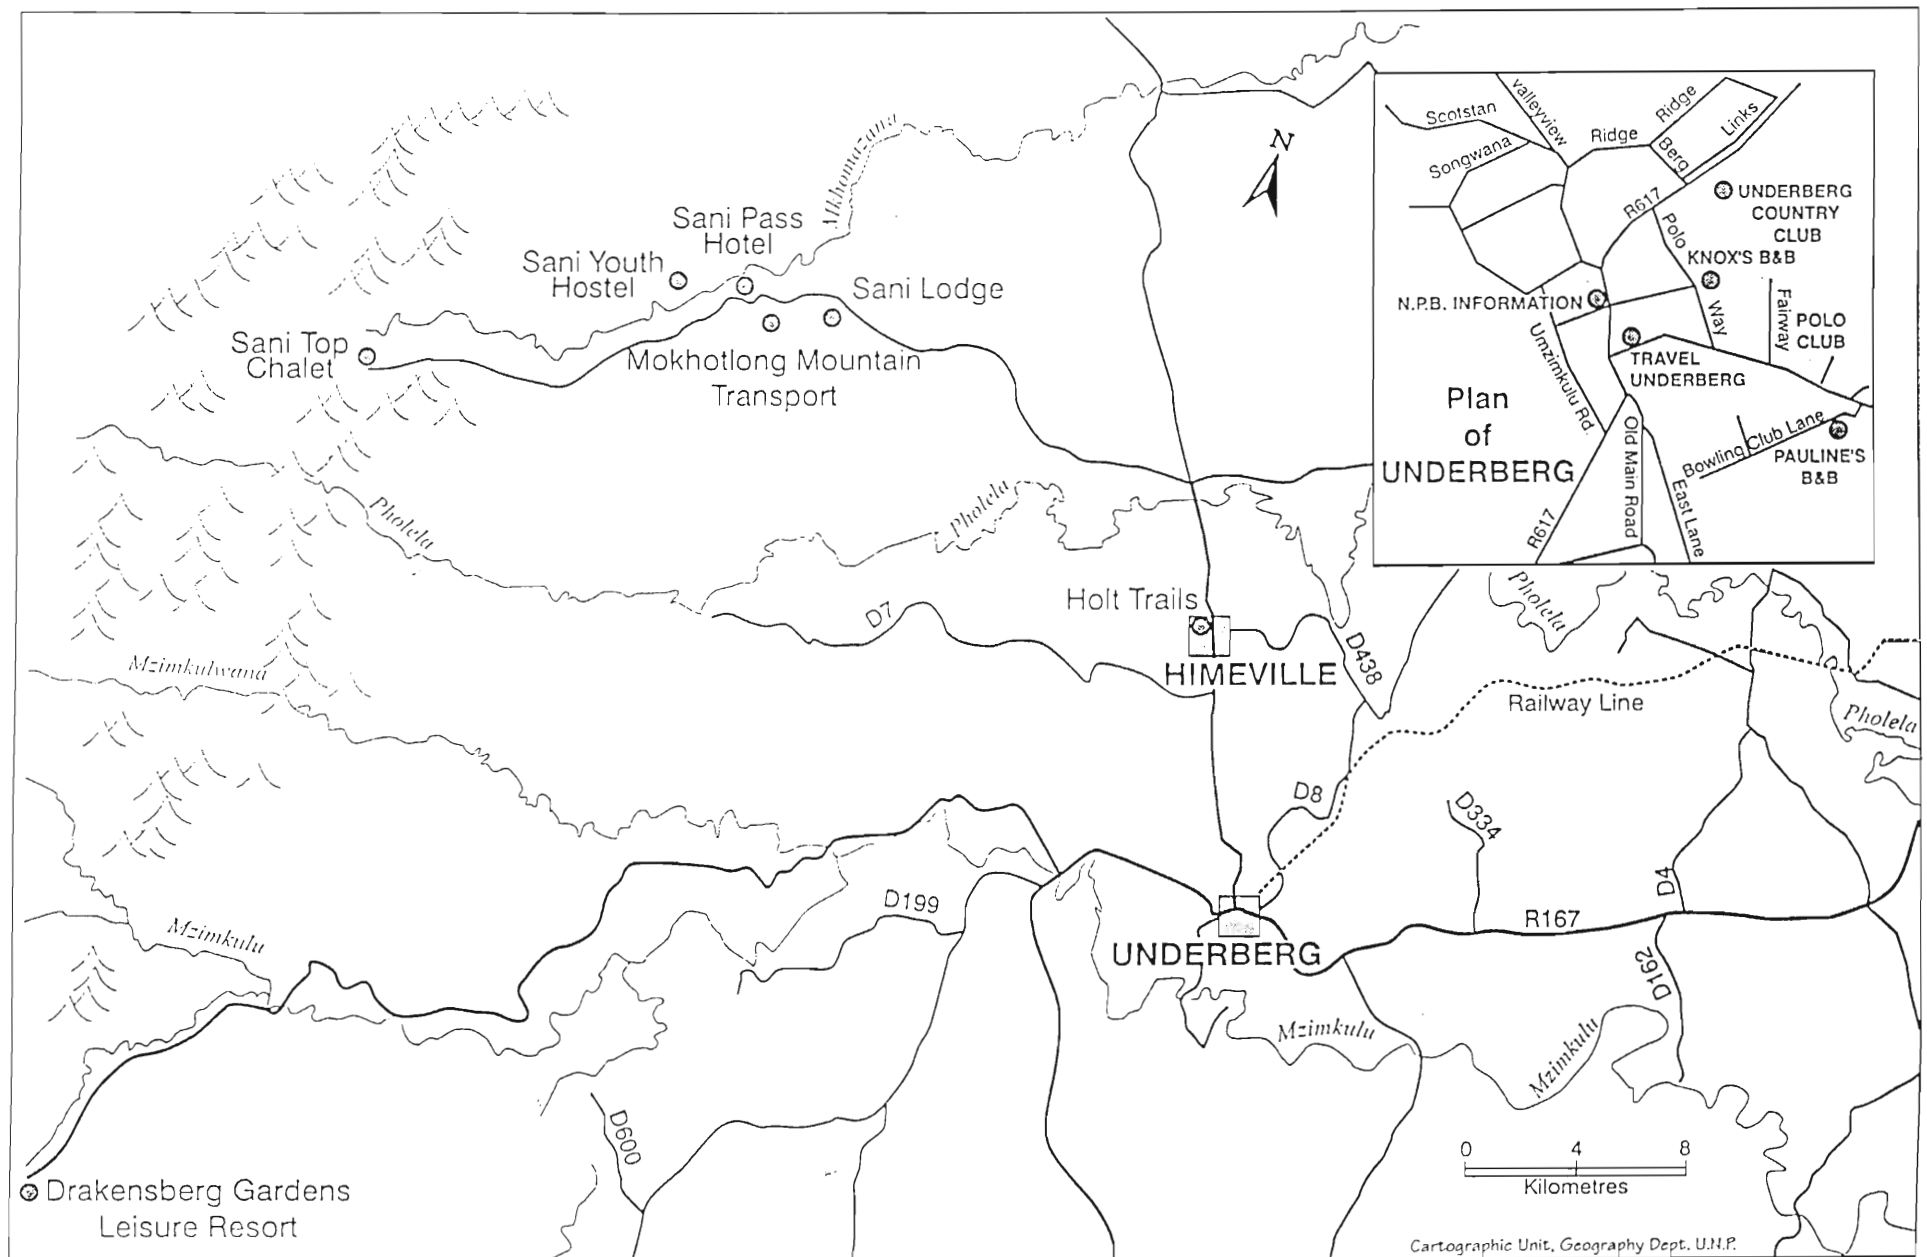 N
Mkhomazana
Sani Pass
Hotel
Sani Youth
Hostel
Sani Lodge
Sani Top
Chalet
Mokhotlong Mountain
Transport
Pholela
Pholela
Holt Trails
D7
HIMEVILLE
D438
Mzimkulwana
Pholela
Railway Line
Pholela
D8
D334
D4
D199
R167
Mzimkulu
UNDERBERG
D162
Mzimkulu
Mzimkulu
D600
0 4 8
Kilometres
Drakensberg Gardens
Leisure Resort
Cartographic Unit, Geography Dept. U.N.P.
Scotstan
Valleyview
Ridge
Ridge
Links
Songwana
Berg
R617
UNDERBERG
COUNTRY
CLUB
Polo
Way
KNOX'S B&B
N.P.B. INFORMATION
Fairway
POLO
CLUB
Umzimkulu Rd.
TRAVEL
UNDERBERG
Plan
of
UNDERBERG
Old Main Road
Bowling Club Lane
PAULINE'S
B&B
East Lane
R617